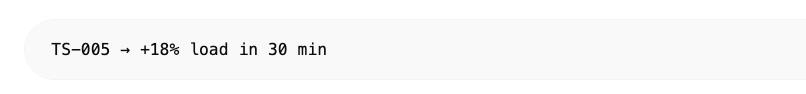 TS–005 → +18% load in 30 min